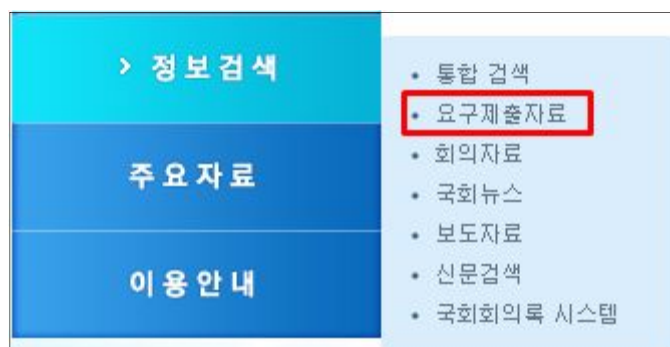 > 정보검색
주요자료
이용안내
• 통합 검색
• 요구제출자료
• 회의자료
• 국회뉴스
• 보도자료
• 신문검색
• 국회회의록 시스템